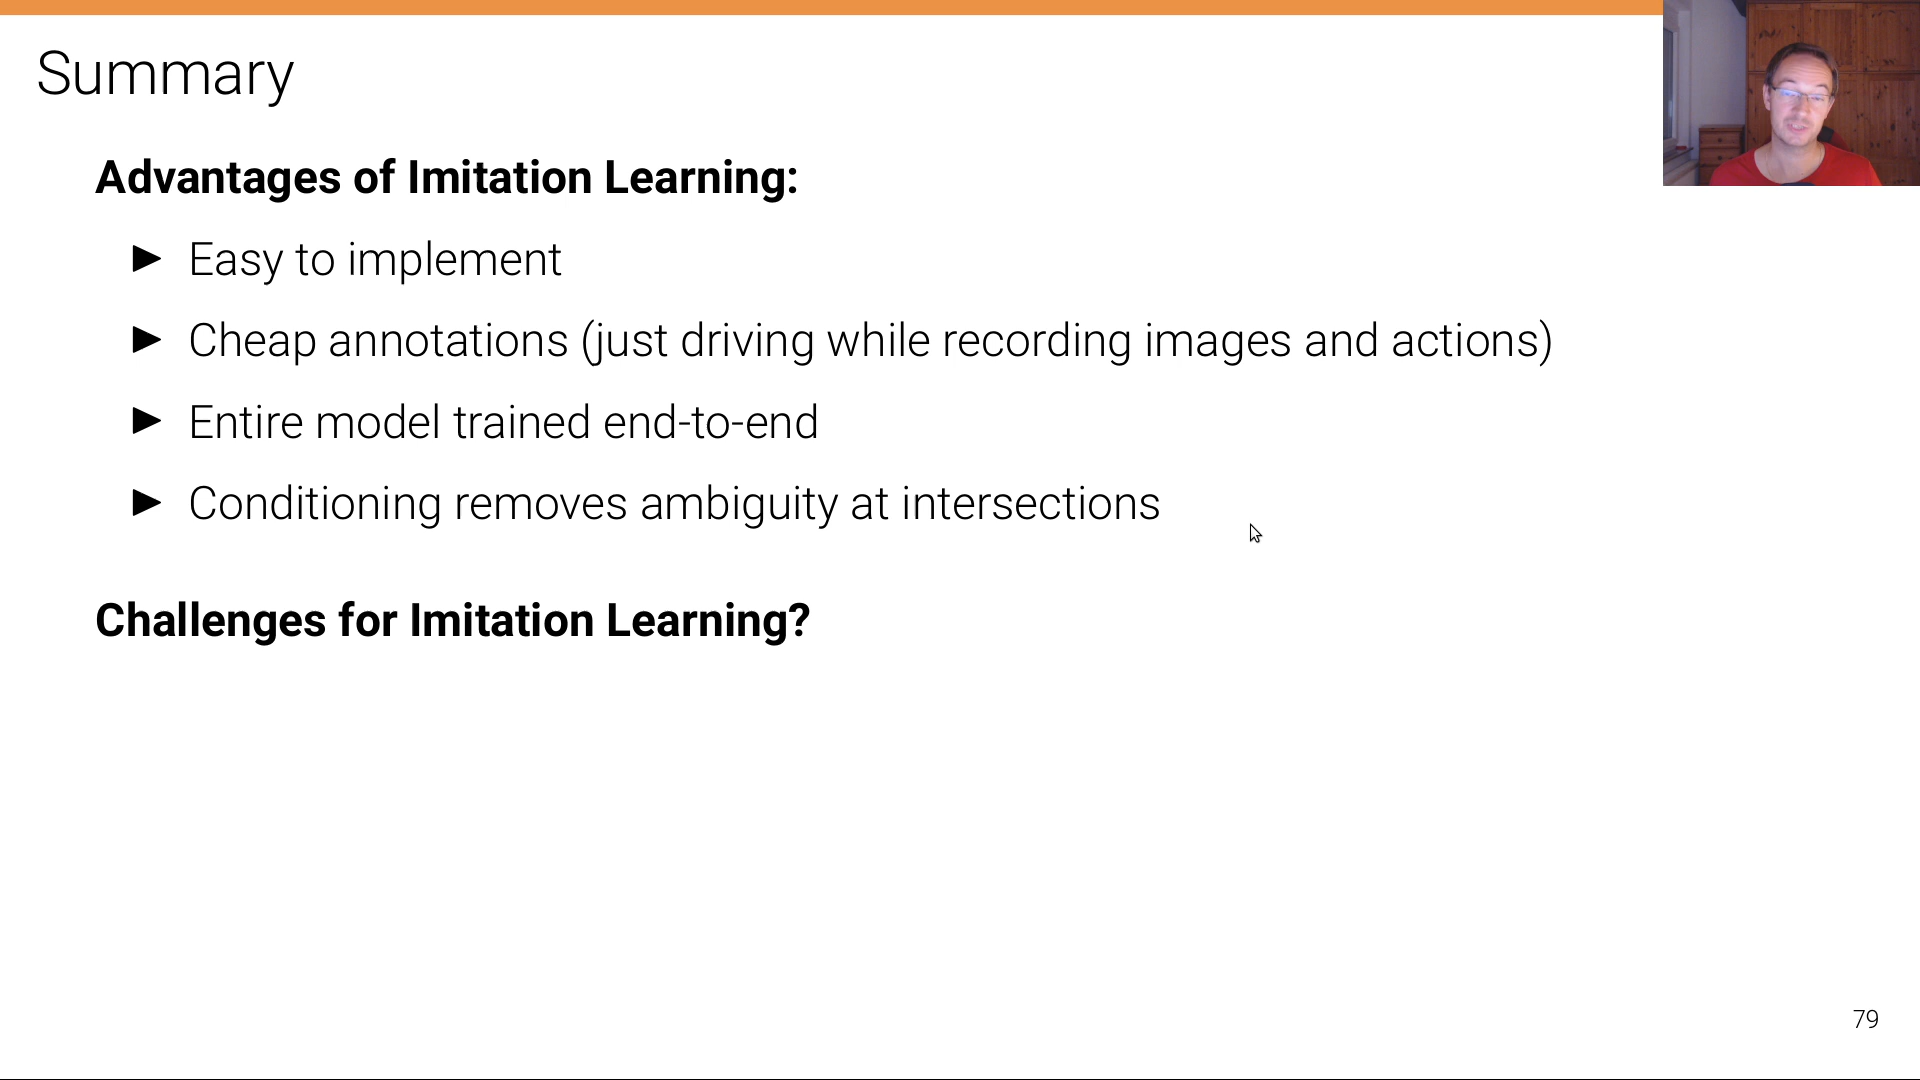 Summary
Advantages of Imitation Learning:
► Easy to implement
► Cheap annotations (just driving while recording images and actions)
► Entire model trained end-to-end
► Conditioning removes ambiguity at intersections
Challenges for Imitation Learning?
79